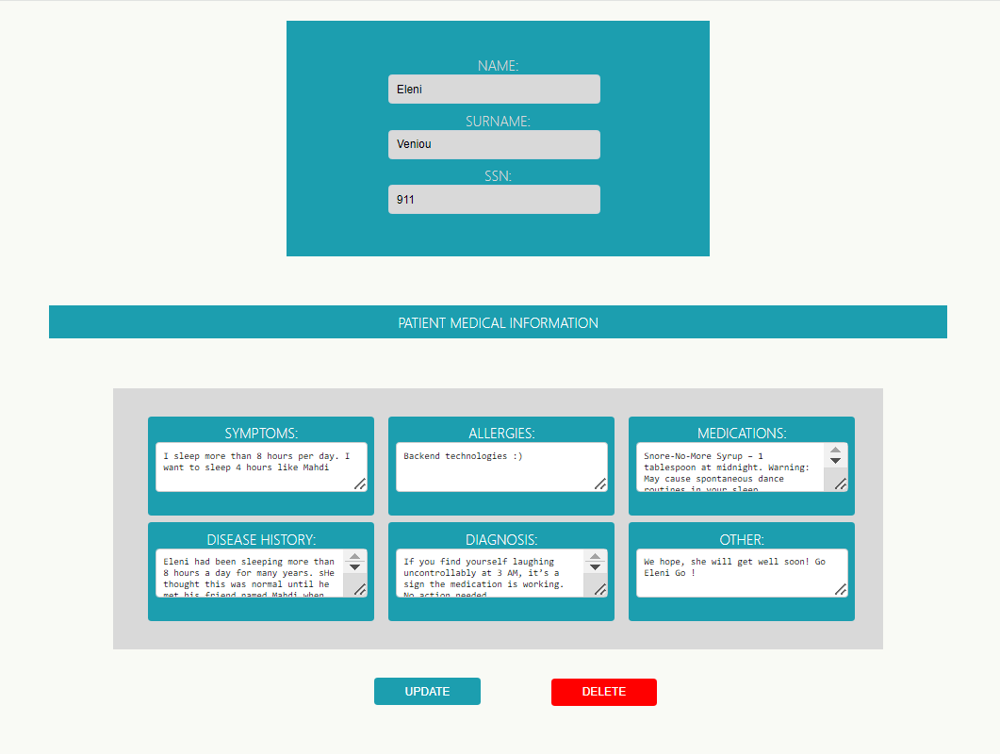 NAME:
Eleni
SURNAME:
Veniou
SSN:
911
PATIENT MEDICAL INFORMATION
SYMPTOMS:
I sleep more than 8 hours per day. I
want to sleep 4 hours like Mahdi
ALLERGIES:
Backend technologies :)
MEDICATIONS:
Snore-No-More Syrup – 1
tablespoon at midnight. Warning:
May cause spontaneous dance
routines in your sleep.
DISEASE HISTORY:
Eleni had been sleeping more than
8 hours a day for many years. sHe
thought this was normal until he
met his friend named Mahdi when
DIAGNOSIS:
If you find yourself laughing
uncontrollably at 3 AM, it’s a
sign the medication is working.
No action needed
OTHER:
We hope, she will get well soon! Go
Eleni Go !
UPDATE
DELETE